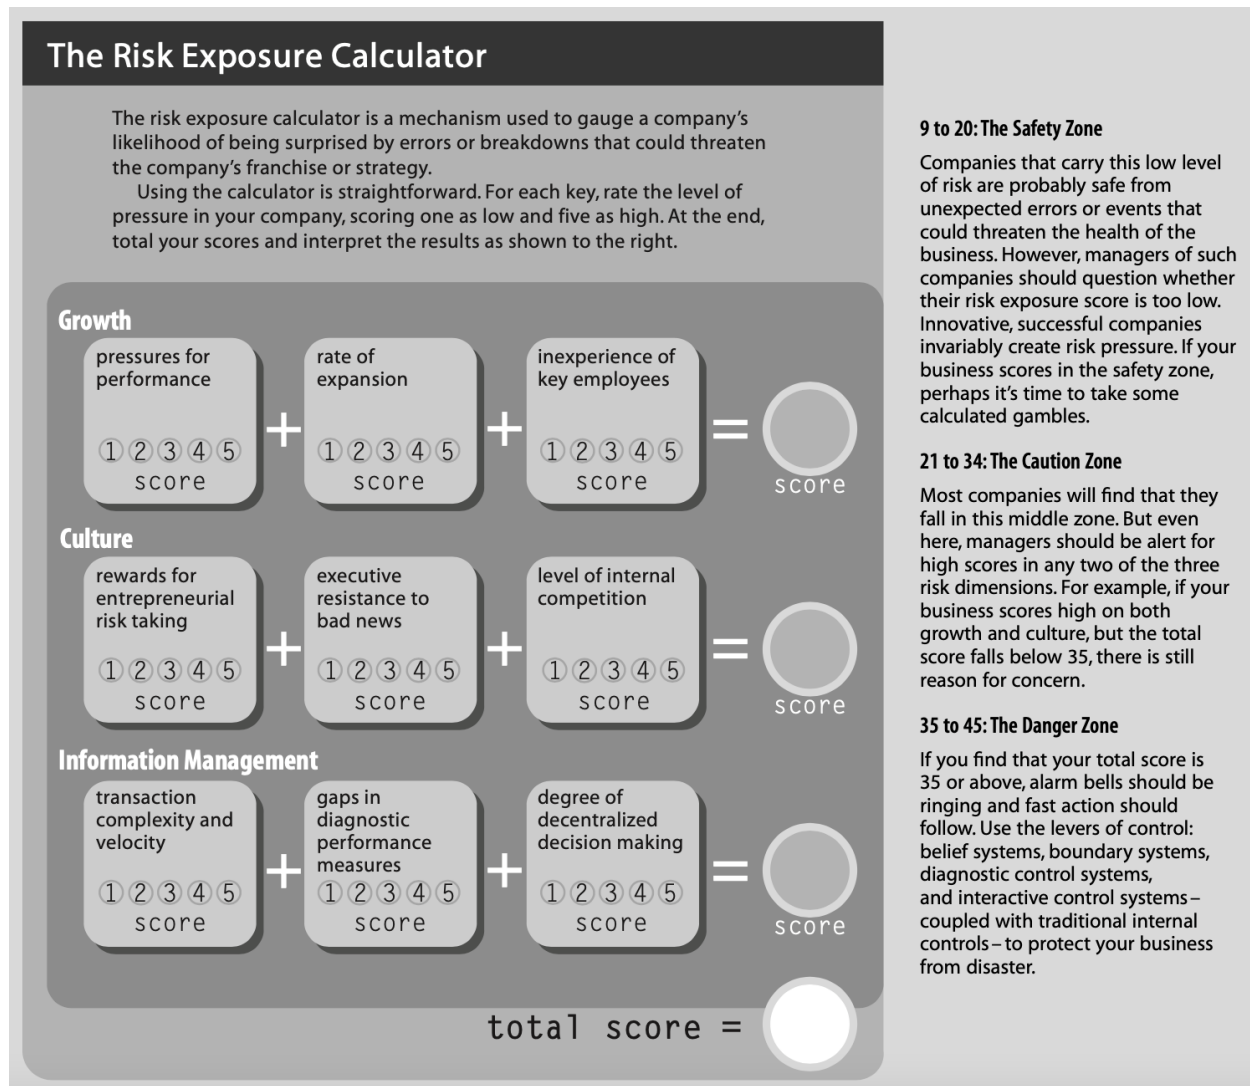 The Risk Exposure Calculator
The risk exposure calculator is a mechanism used to gauge a company's
likelihood of being surprised by errors or breakdowns that could threaten
the company's franchise or strategy.
Using the calculator is straightforward. For each key, rate the level of
pressure in your company, scoring one as low and five as high. At the end,
total your scores and interpret the results as shown to the right.
Growth
pressures for
performance
1 2 3 4 5
score
+
rate of
expansion
1 2 3 4 5
score
+
inexperience of
key employees
1 2 3 4 5
score
=
score
Culture
rewards for
entrepreneurial
risk taking
1 2 3 4 5
score
+
executive
resistance to
bad news
1 2 3 4 5
score
+
level of internal
competition
1 2 3 4 5
score
=
score
Information Management
transaction
complexity and
velocity
1 2 3 4 5
score
+
gaps in
diagnostic
performance
measures
1 2 3 4 5
score
+
degree of
decentralized
decision making
1 2 3 4 5
score
=
score
total score =
9 to 20: The Safety Zone
Companies that carry this low level
of risk are probably safe from
unexpected errors or events that
could threaten the health of the
business. However, managers of such
companies should question whether
their risk exposure score is too low.
Innovative, successful companies
invariably create risk pressure. If your
business scores in the safety zone,
perhaps it's time to take some
calculated gambles.
21 to 34: The Caution Zone
Most companies will find that they
fall in this middle zone. But even
here, managers should be alert for
high scores in any two of the three
risk dimensions. For example, if your
business scores high on both
growth and culture, but the total
score falls below 35, there is still
reason for concern.
35 to 45: The Danger Zone
If you find that your total score is
35 or above, alarm bells should be
ringing and fast action should
follow. Use the levers of control:
belief systems, boundary systems,
diagnostic control systems,
and interactive control systems–
coupled with traditional internal
controls–to protect your business
from disaster.